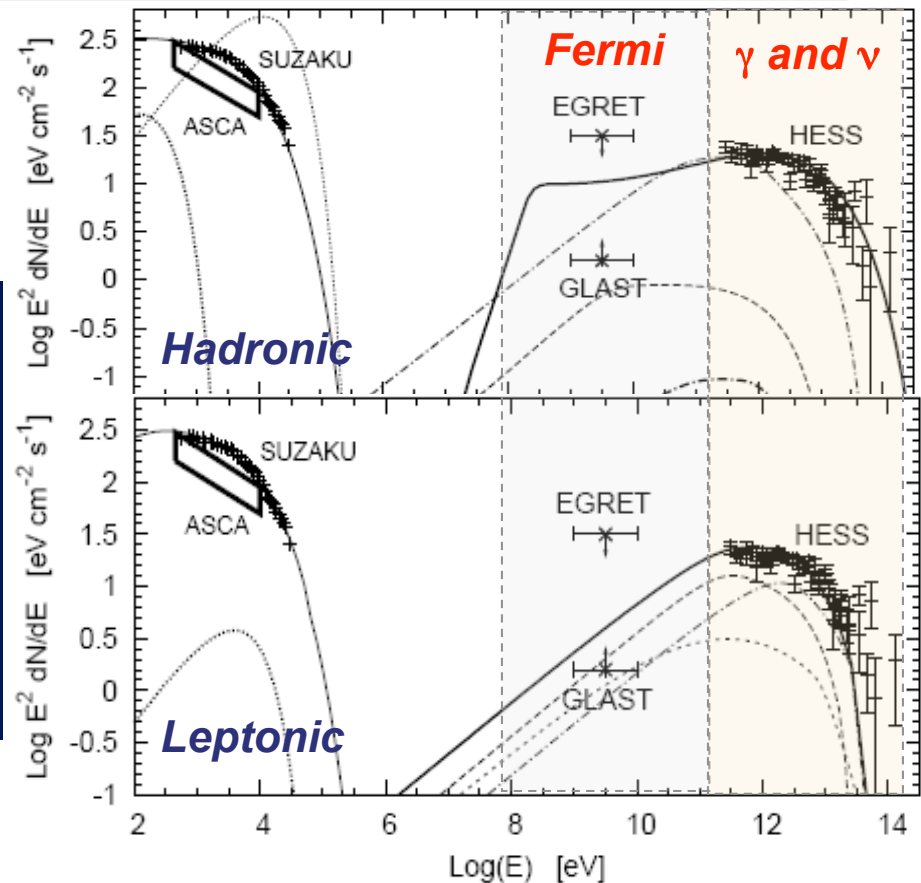 Fermi
γ and ν
Log E² dN/dE [eV cm⁻² s⁻¹]
2.5
2
1.5
1
0.5
0
-0.5
-1
SUZAKU
ASCA
EGRET
GLAST
HESS
Hadronic
Log E² dN/dE [eV cm⁻² s⁻¹]
2.5
2
1.5
1
0.5
0
-0.5
-1
SUZAKU
ASCA
EGRET
GLAST
HESS
Leptonic
2 4 6 8 10 12 14
Log(E) [eV]